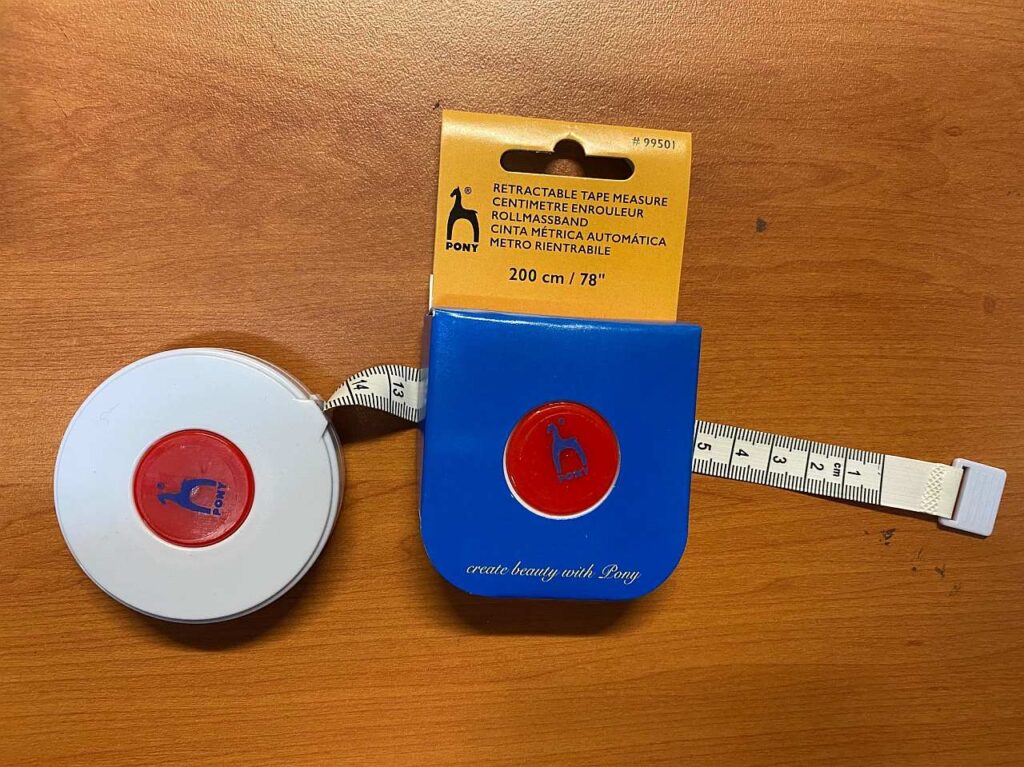 # 99501
RETRACTABLE TAPE MEASURE
CENTIMETRE ENROULEUR
ROLLMASSBAND
CINTA MÉTRICA AUTOMÁTICA
METRO RIENTRABILE
® PONY
200 cm / 78"
14 13
5 4 3 2 cm 1
® PONY
® PONY
create beauty with Pony